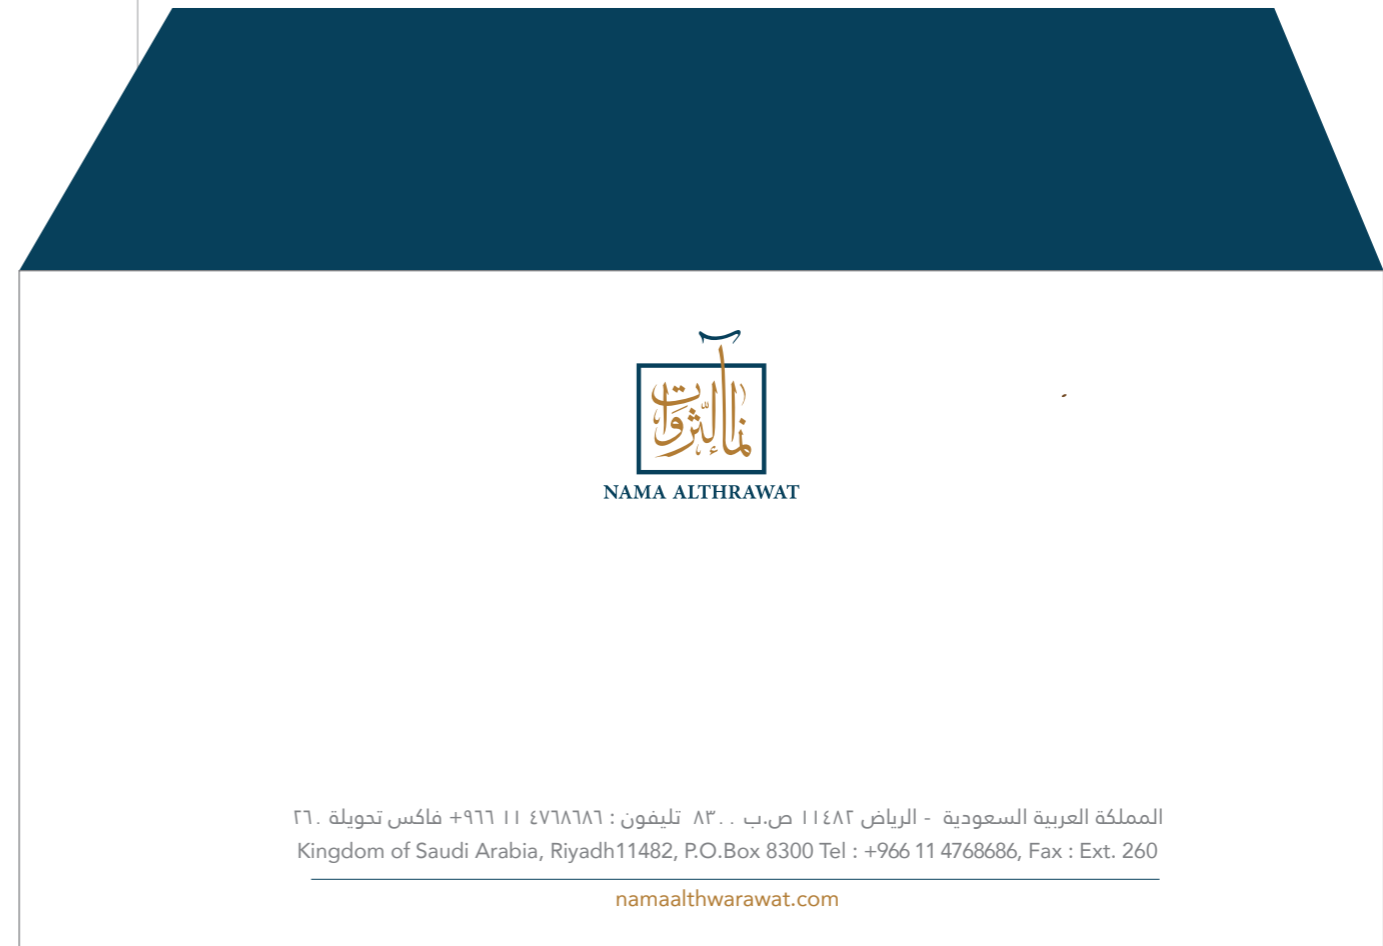 نما الثروات
NAMA ALTHRAWAT
المملكة العربية السعودية - الرياض ١١٤٨٢ ص.ب ٨٣٠٠ تليفون : ٤٧٦٨٦٨٦ ١١ ٩٦٦+ فاكس تحويلة ٢٦٠
Kingdom of Saudi Arabia, Riyadh11482, P.O.Box 8300 Tel : +966 11 4768686, Fax : Ext. 260
namaalthwarawat.com